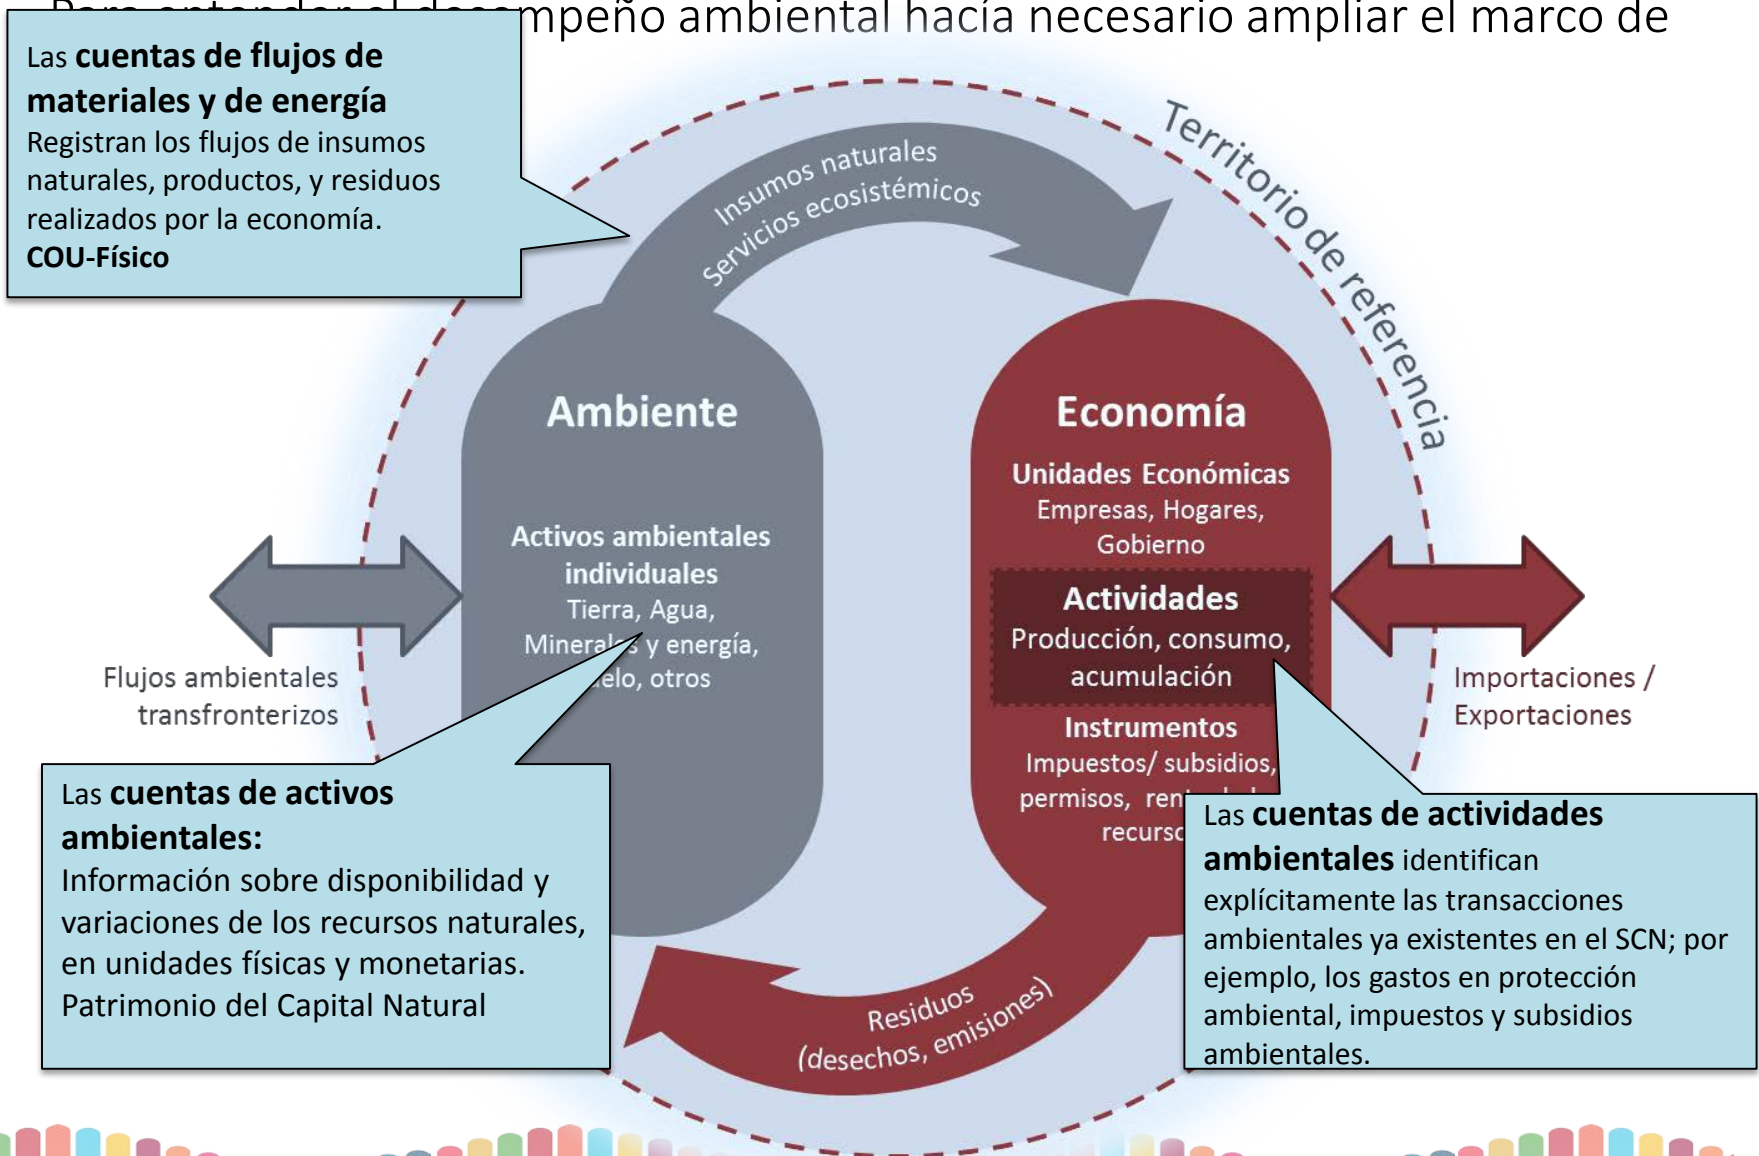 Para entender el desempeño ambiental hacía necesario ampliar el marco de
Las cuentas de flujos de
materiales y de energía
Registran los flujos de insumos
naturales, productos, y residuos
realizados por la economía.
COU-Físico
Insumos naturales
Servicios ecosistémicos
Territorio de referencia
Ambiente
Activos ambientales
individuales
Tierra, Agua,
Minerales y energía,
otros
Economía
Unidades Económicas
Empresas, Hogares,
Gobierno
Actividades
Producción, consumo,
acumulación
Instrumentos
Impuestos/ subsidios,
permisos,
Flujos ambientales
transfronterizos
Importaciones /
Exportaciones
Las cuentas de activos
ambientales:
Información sobre disponibilidad y
variaciones de los recursos naturales,
en unidades físicas y monetarias.
Patrimonio del Capital Natural
Las cuentas de actividades
ambientales identifican
explícitamente las transacciones
ambientales ya existentes en el SCN; por
ejemplo, los gastos en protección
ambiental, impuestos y subsidios
ambientales.
Residuos
(desechos, emisiones)